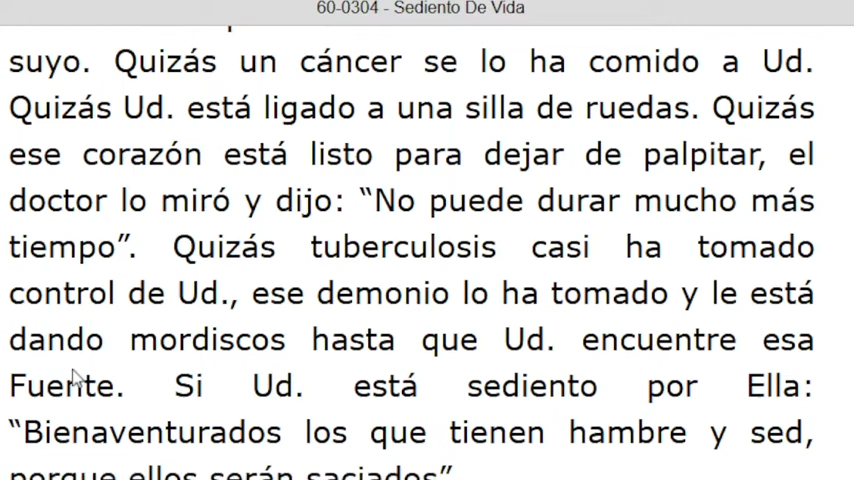 60-0304 - Sediento De Vida
suyo. Quizás un cáncer se lo ha comido a Ud.
Quizás Ud. está ligado a una silla de ruedas. Quizás
ese corazón está listo para dejar de palpitar, el
doctor lo miró y dijo: “No puede durar mucho más
tiempo”. Quizás tuberculosis casi ha tomado
control de Ud., ese demonio lo ha tomado y le está
dando mordiscos hasta que Ud. encuentre esa
Fuente. Si Ud. está sediento por Ella:
“Bienaventurados los que tienen hambre y sed,
porque ellos serán saciados”